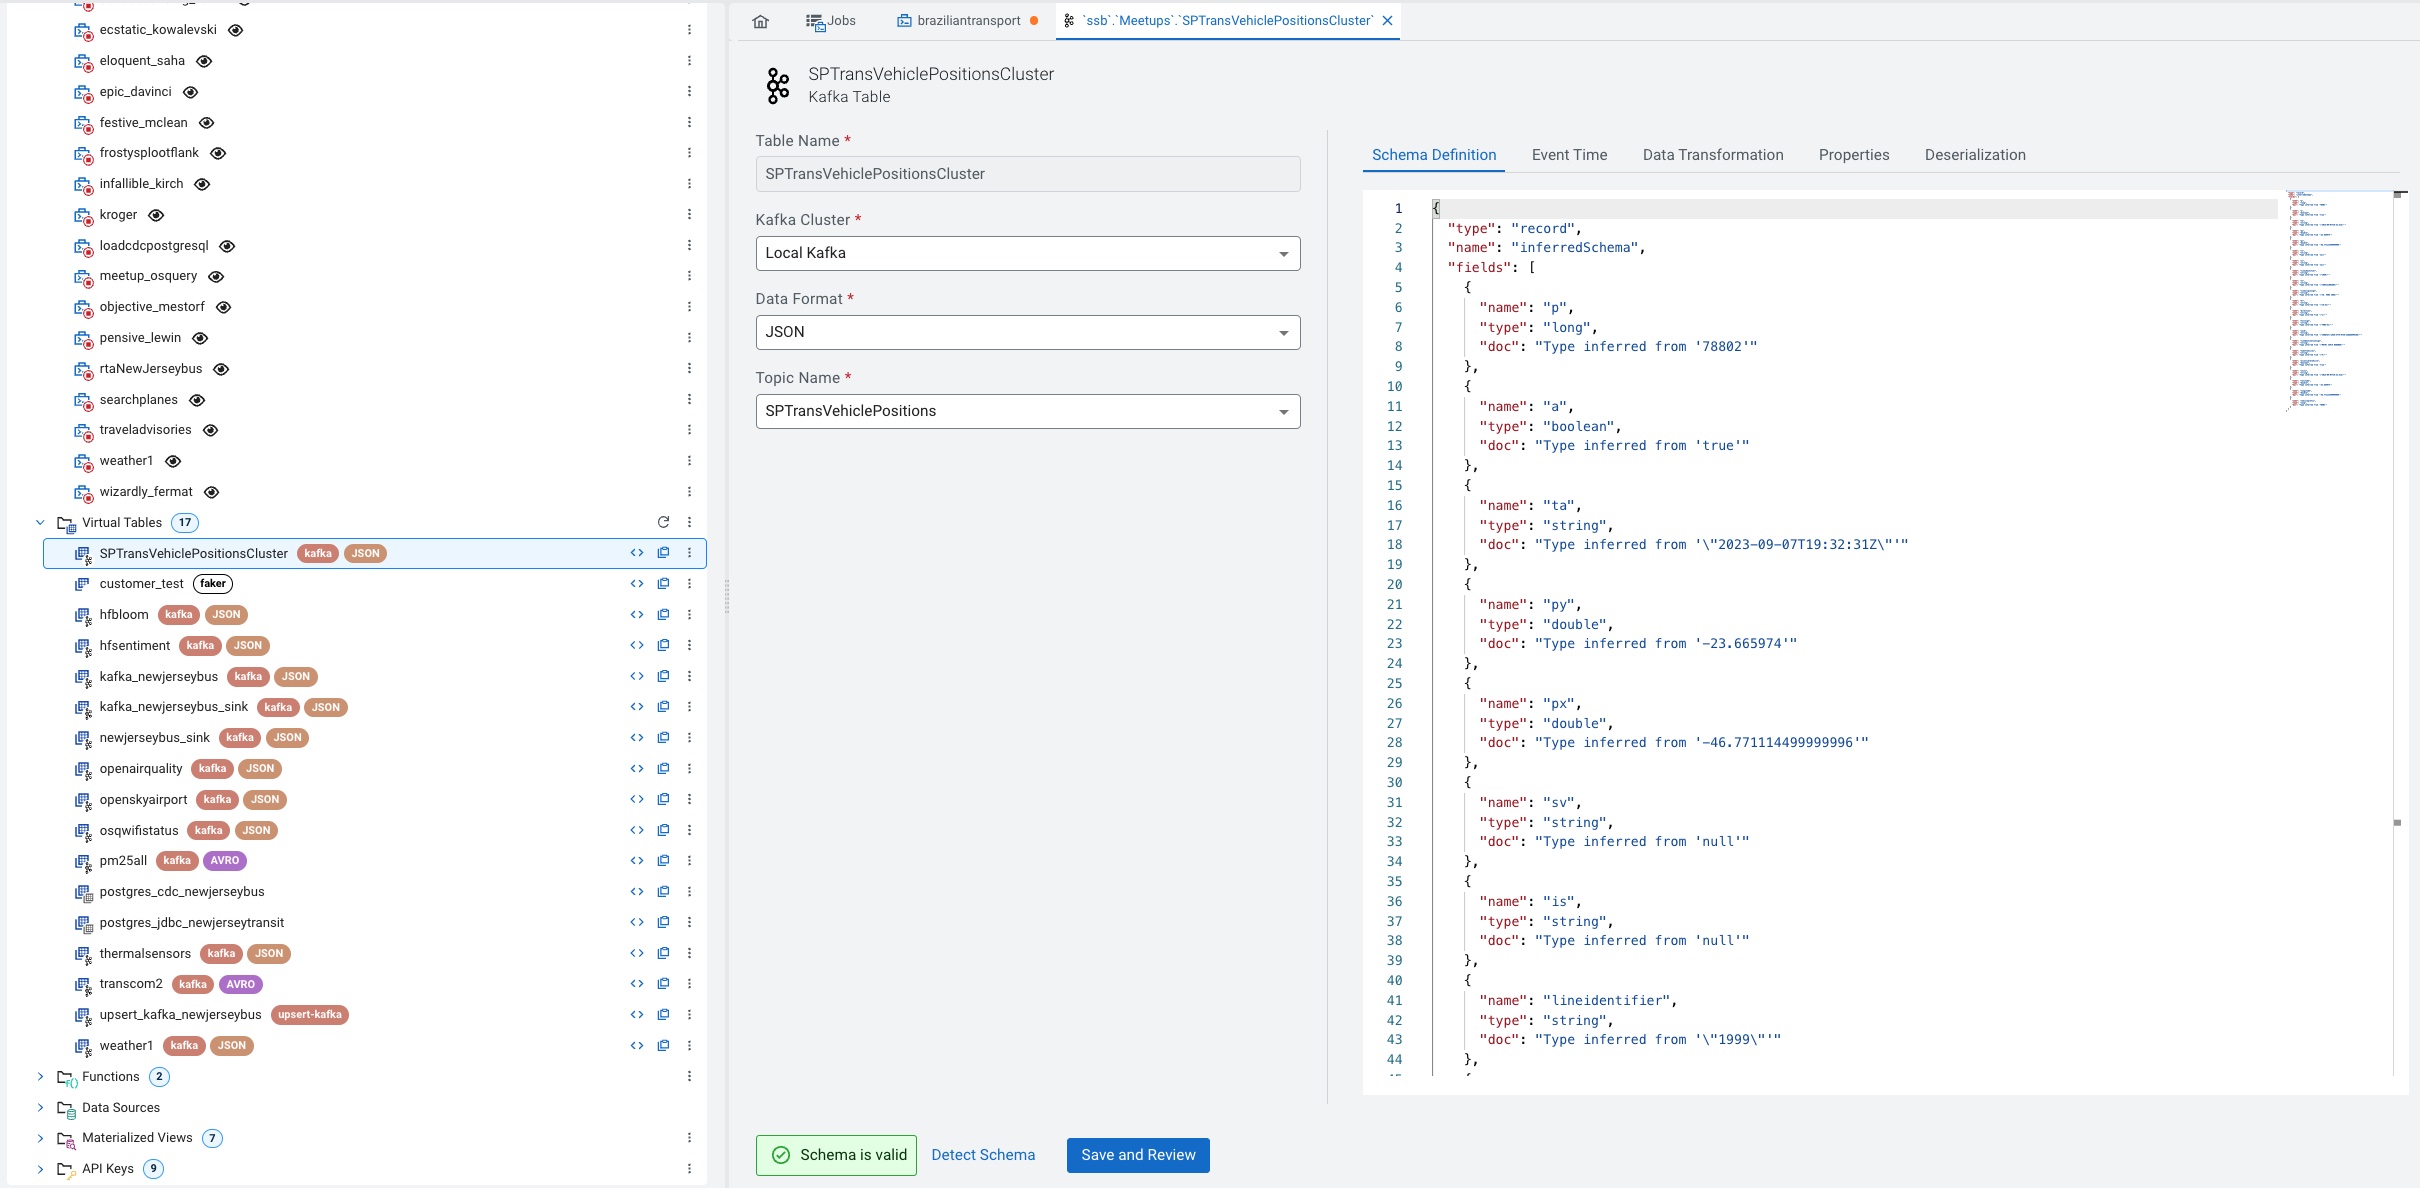 ecstatic_kowalevski
eloquent_saha
epic_davinci
festive_mclean
frostysplootflank
infallible_kirch
kroger
loadcdcpostgresql
meetup_osquery
objective_mestorf
pensive_lewin
rtaNewJerseybus
searchplanes
traveladvisories
weather1
wizardly_fermat
Virtual Tables 17
SPTransVehiclePositionsCluster kafka JSON
customer_test faker
hfbloom kafka JSON
hfsentiment kafka JSON
kafka_newjerseybus kafka JSON
kafka_newjerseybus_sink kafka JSON
newjerseybus_sink kafka JSON
openairquality kafka JSON
openskyairport kafka JSON
osqwifistatus kafka JSON
pm25all kafka AVRO
postgres_cdc_newjerseybus
postgres_jdbc_newjerseytransit
thermalsensors kafka JSON
transcom2 kafka AVRO
upsert_kafka_newjerseybus upsert-kafka
weather1 kafka JSON
Functions 2
Data Sources
Materialized Views 7
API Keys 9
Jobs
braziliantransport
`ssb`.`Meetups`.`SPTransVehiclePositionsCluster`
SPTransVehiclePositionsCluster
Kafka Table
Table Name *
SPTransVehiclePositionsCluster
Kafka Cluster *
Local Kafka
Data Format *
JSON
Topic Name *
SPTransVehiclePositions
Schema Definition Event Time Data Transformation Properties Deserialization
1 {
2 "type": "record",
3 "name": "inferredSchema",
4 "fields": [
5 {
6 "name": "p",
7 "type": "long",
8 "doc": "Type inferred from '78802'"
9 },
10 {
11 "name": "a",
12 "type": "boolean",
13 "doc": "Type inferred from 'true'"
14 },
15 {
16 "name": "ta",
17 "type": "string",
18 "doc": "Type inferred from '\"2023-09-07T19:32:31Z\"'"
19 },
20 {
21 "name": "py",
22 "type": "double",
23 "doc": "Type inferred from '-23.665974'"
24 },
25 {
26 "name": "px",
27 "type": "double",
28 "doc": "Type inferred from '-46.771114499999996'"
29 },
30 {
31 "name": "sv",
32 "type": "string",
33 "doc": "Type inferred from 'null'"
34 },
35 {
36 "name": "is",
37 "type": "string",
38 "doc": "Type inferred from 'null'"
39 },
40 {
41 "name": "lineidentifier",
42 "type": "string",
43 "doc": "Type inferred from '\"1999\"'"
44 },
Schema is valid
Detect Schema
Save and Review